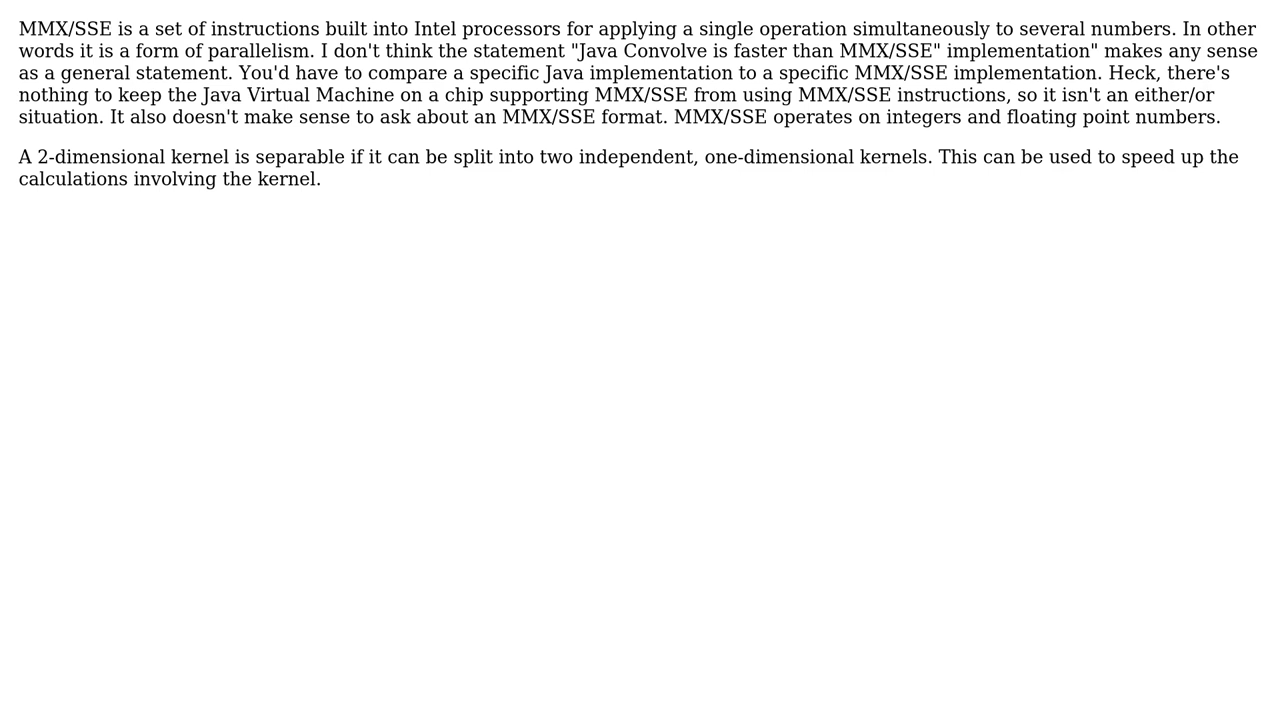 MMX/SSE is a set of instructions built into Intel processors for applying a single operation simultaneously to several numbers. In other
words it is a form of parallelism. I don't think the statement "Java Convolve is faster than MMX/SSE" implementation" makes any sense
as a general statement. You'd have to compare a specific Java implementation to a specific MMX/SSE implementation. Heck, there's
nothing to keep the Java Virtual Machine on a chip supporting MMX/SSE from using MMX/SSE instructions, so it isn't an either/or
situation. It also doesn't make sense to ask about an MMX/SSE format. MMX/SSE operates on integers and floating point numbers.
A 2-dimensional kernel is separable if it can be split into two independent, one-dimensional kernels. This can be used to speed up the
calculations involving the kernel.